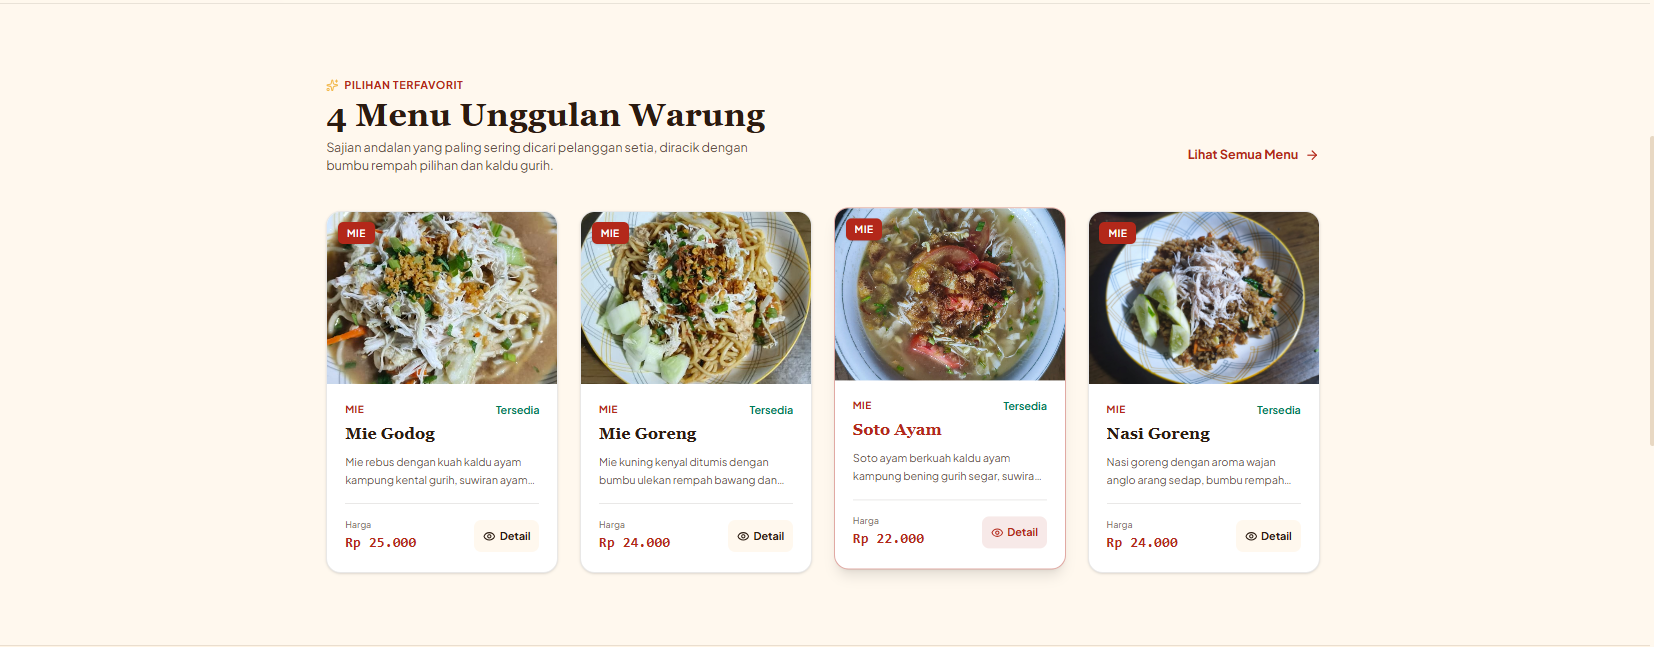 PILIHAN TERFAVORIT
4 Menu Unggulan Warung
Sajian andalan yang paling sering dicari pelanggan setia, diracik dengan
bumbu rempah pilihan dan kaldu gurih.
Lihat Semua Menu →
MIE
MIE
Tersedia
Mie Godog
Mie rebus dengan kuah kaldu ayam
kampung kental gurih, suwiran ayam...
Harga
Rp 25.000
Detail
MIE
MIE
Tersedia
Mie Goreng
Mie kuning kenyal ditumis dengan
bumbu ulekan rempah bawang dan...
Harga
Rp 24.000
Detail
MIE
MIE
Tersedia
Soto Ayam
Soto ayam berkuah kaldu ayam
kampung bening gurih segar, suwira...
Harga
Rp 22.000
Detail
MIE
MIE
Tersedia
Nasi Goreng
Nasi goreng dengan aroma wajan
anglo arang sedap, bumbu rempah...
Harga
Rp 24.000
Detail